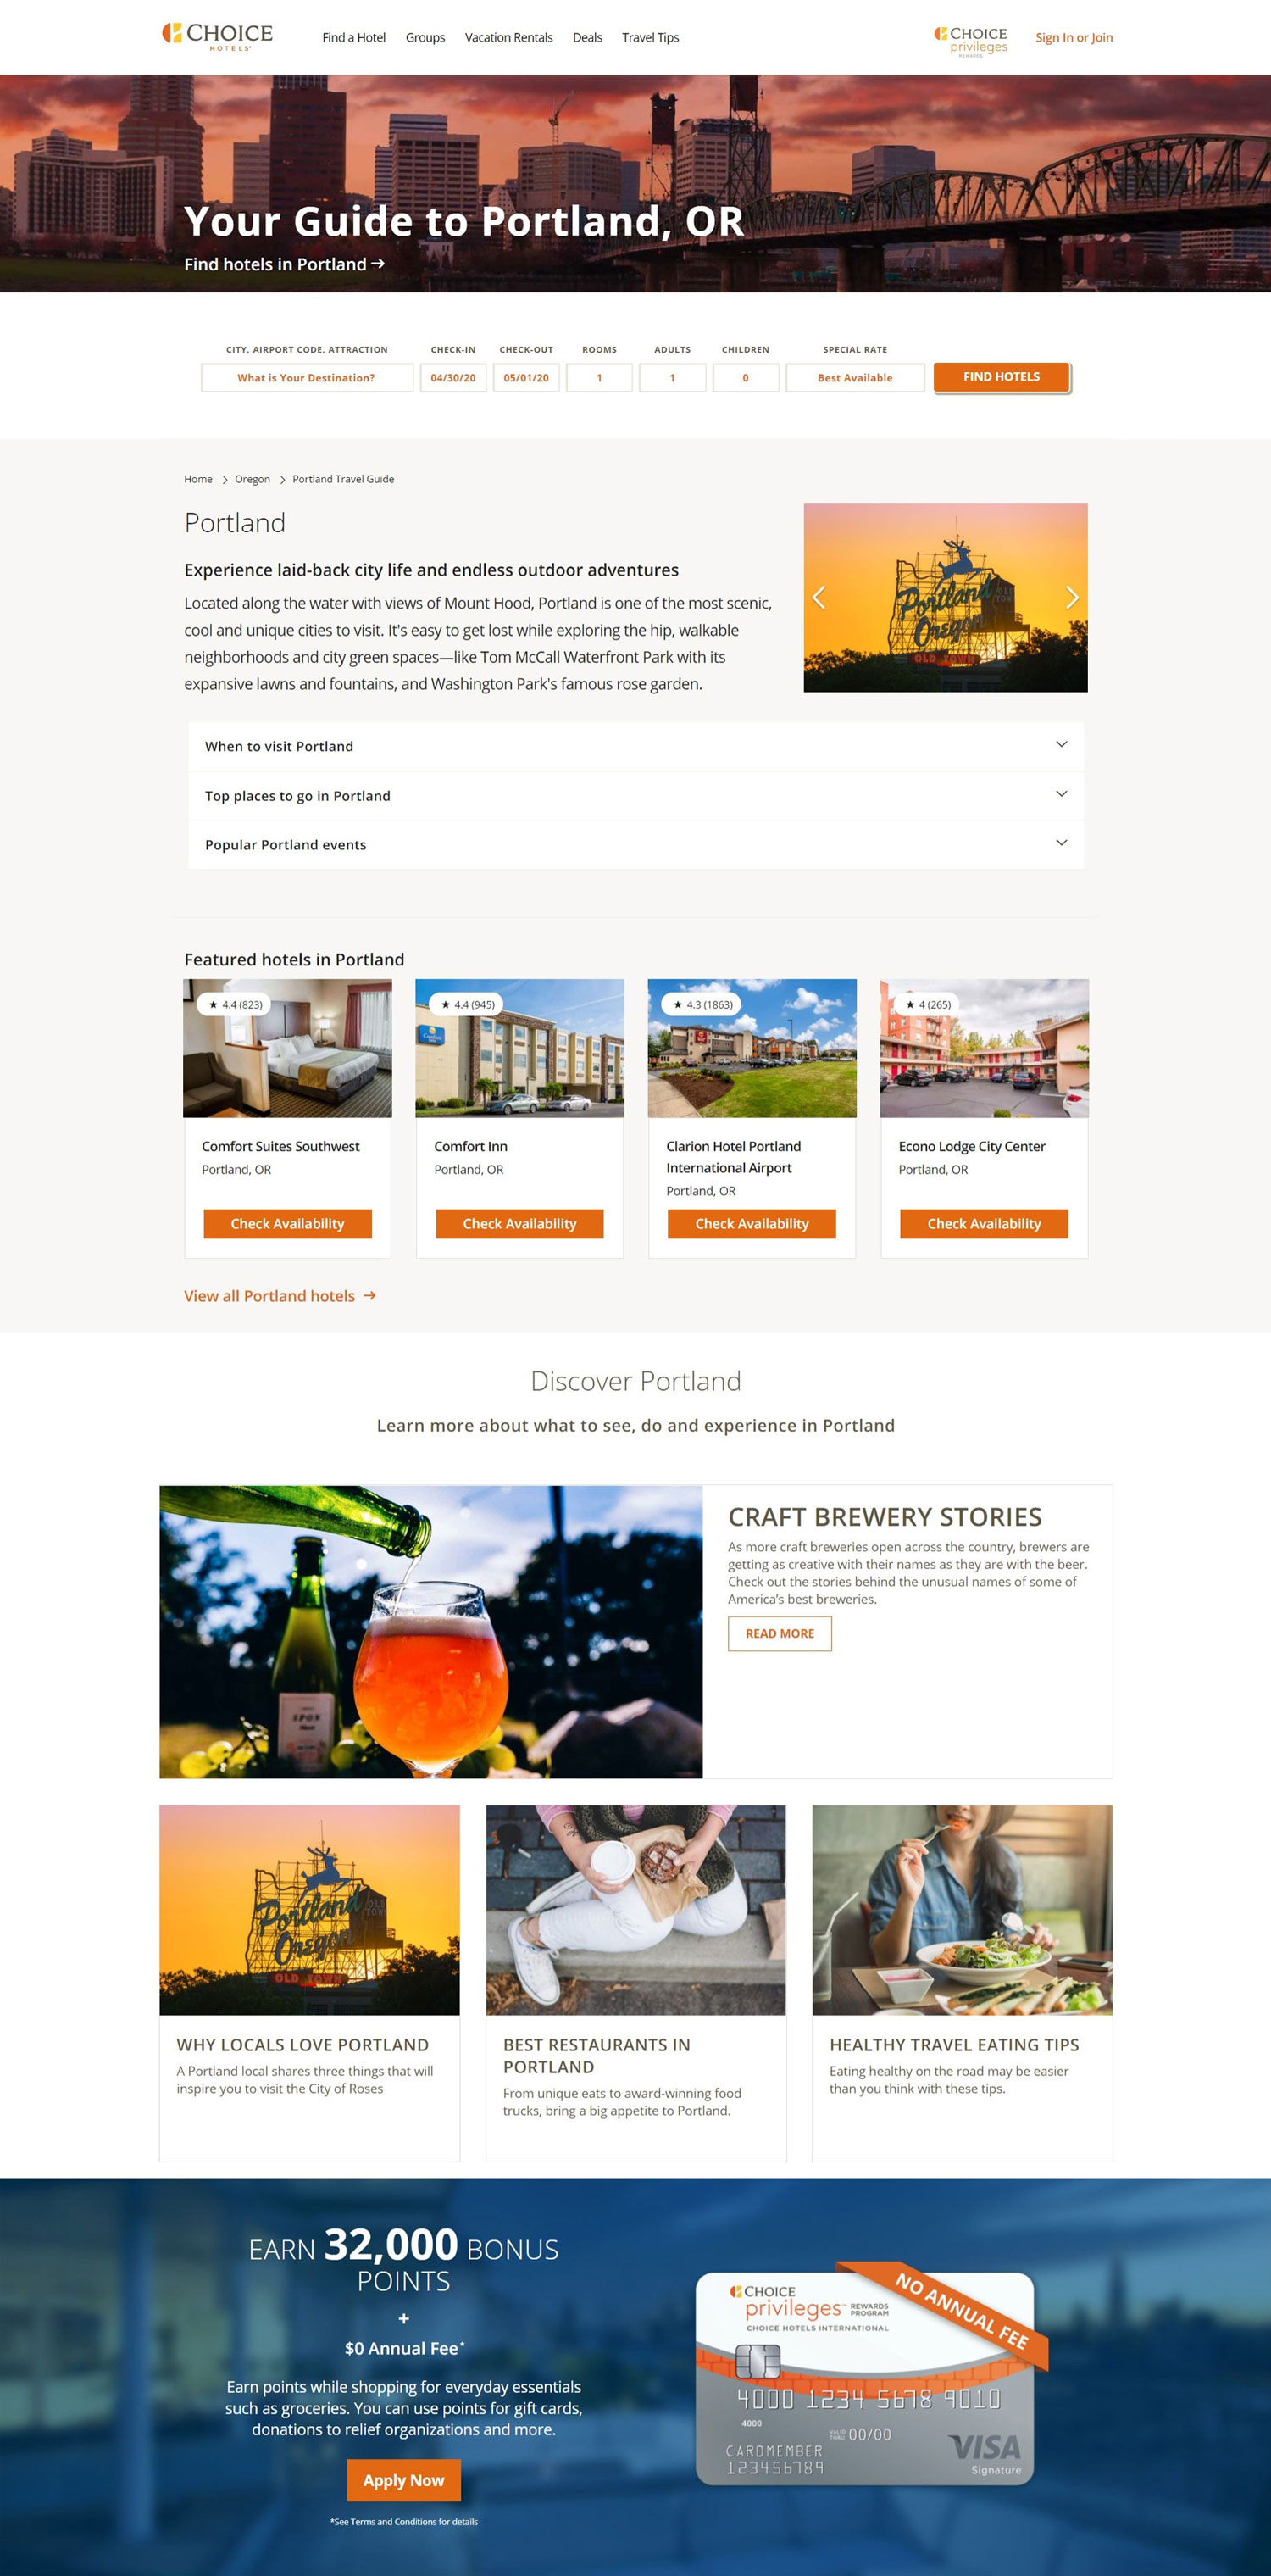 CHOICE
HOTELS
Find a Hotel
Groups
Vacation Rentals
Deals
Travel Tips
CHOICE
privileges
REWARDS
Sign In or Join
Your Guide to Portland, OR
Find hotels in Portland →
CITY, AIRPORT CODE, ATTRACTION
CHECK-IN
CHECK-OUT
ROOMS
ADULTS
CHILDREN
SPECIAL RATE
What is Your Destination?
04/30/20
05/01/20
1
1
0
Best Available
FIND HOTELS
Home > Oregon > Portland Travel Guide
Portland
Experience laid-back city life and endless outdoor adventures
Located along the water with views of Mount Hood, Portland is one of the most scenic,
cool and unique cities to visit. It's easy to get lost while exploring the hip, walkable
neighborhoods and city green spaces—like Tom McCall Waterfront Park with its
expansive lawns and fountains, and Washington Park's famous rose garden.
Portland
Oregon
OLD TOWN
When to visit Portland
Top places to go in Portland
Popular Portland events
Featured hotels in Portland
★ 4.4 (823)
★ 4.4 (945)
★ 4.3 (1863)
★ 4 (265)
Comfort Suites Southwest
Portland, OR
Check Availability
Comfort Inn
Portland, OR
Check Availability
Clarion Hotel Portland
International Airport
Portland, OR
Check Availability
Econo Lodge City Center
Portland, OR
Check Availability
View all Portland hotels →
Discover Portland
Learn more about what to see, do and experience in Portland
CRAFT BREWERY STORIES
As more craft breweries open across the country, brewers are
getting as creative with their names as they are with the beer.
Check out the stories behind the unusual names of some of
America's best breweries.
READ MORE
Portland
Oregon
OLD TOWN
WHY LOCALS LOVE PORTLAND
A Portland local shares three things that will
inspire you to visit the City of Roses
BEST RESTAURANTS IN
PORTLAND
From unique eats to award-winning food
trucks, bring a big appetite to Portland.
HEALTHY TRAVEL EATING TIPS
Eating healthy on the road may be easier
than you think with these tips.
EARN 32,000 BONUS
POINTS
+
$0 Annual Fee*
Earn points while shopping for everyday essentials
such as groceries. You can use points for gift cards,
donations to relief organizations and more.
Apply Now
*See Terms and Conditions for details
NO ANNUAL FEE
CHOICE
privileges™ REWARDS PROGRAM
CHOICE HOTELS INTERNATIONAL
4000 1234 5678 9010
4000
VALID THRU 00/00
CARDMEMBER
123456789
VISA
Signature